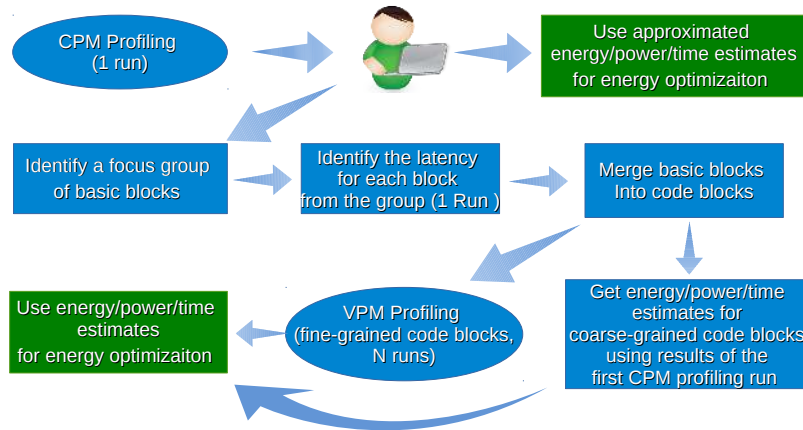 CPM Profiling
(1 run)
Use approximated
energy/power/time estimates
for energy optimizaiton
Identify a focus group
of basic blocks
Identify the latency
for each block
from the group (1 Run )
Merge basic blocks
Into code blocks
Use energy/power/time
estimates
for energy optimizaiton
VPM Profiling
(fine-grained code blocks,
N runs)
Get energy/power/time
estimates for
coarse-grained code blocks
using results of the
first CPM profiling run